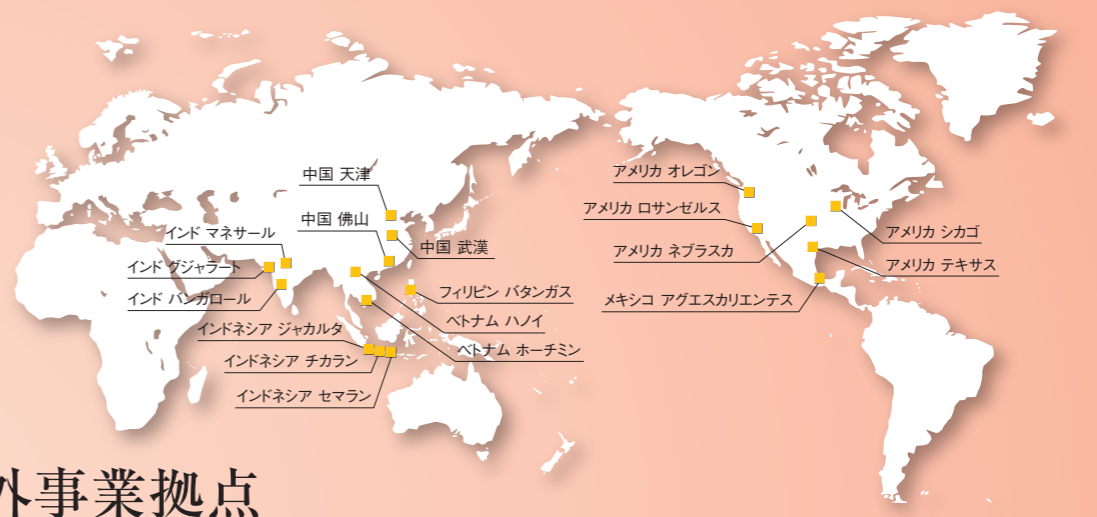 中国 天津
中国 佛山
中国 武漢
インド マネサール
インド グジャラート
インド バンガロール
フィリピン バタンガス
ベトナム ハノイ
ベトナム ホーチミン
インドネシア ジャカルタ
インドネシア チカラン
インドネシア セマラン
アメリカ オレゴン
アメリカ ロサンゼルス
アメリカ ネブラスカ
アメリカ シカゴ
アメリカ テキサス
メキシコ アグエスカリエンテス
外事業拠点